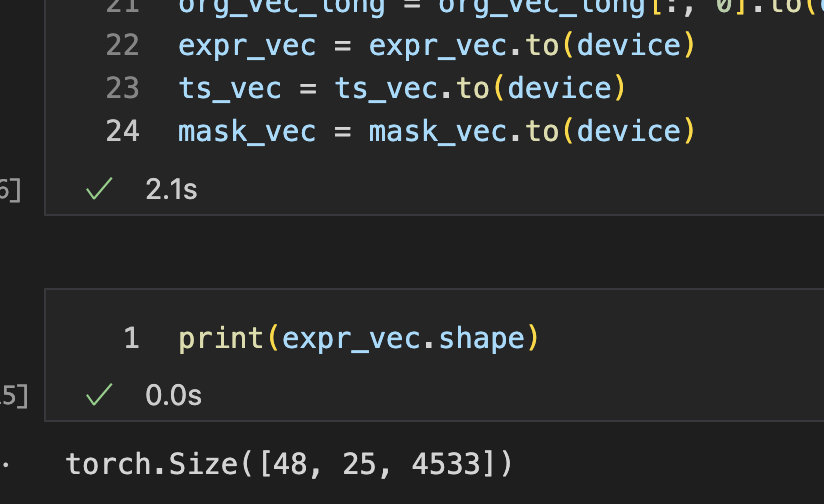 21 org_vec_long = org_vec_long[:, 0].to(
22 expr_vec = expr_vec.to(device)
23 ts_vec = ts_vec.to(device)
24 mask_vec = mask_vec.to(device)
6] ✓ 2.1s
1 print(expr_vec.shape)
5] ✓ 0.0s
torch.Size([48, 25, 4533])